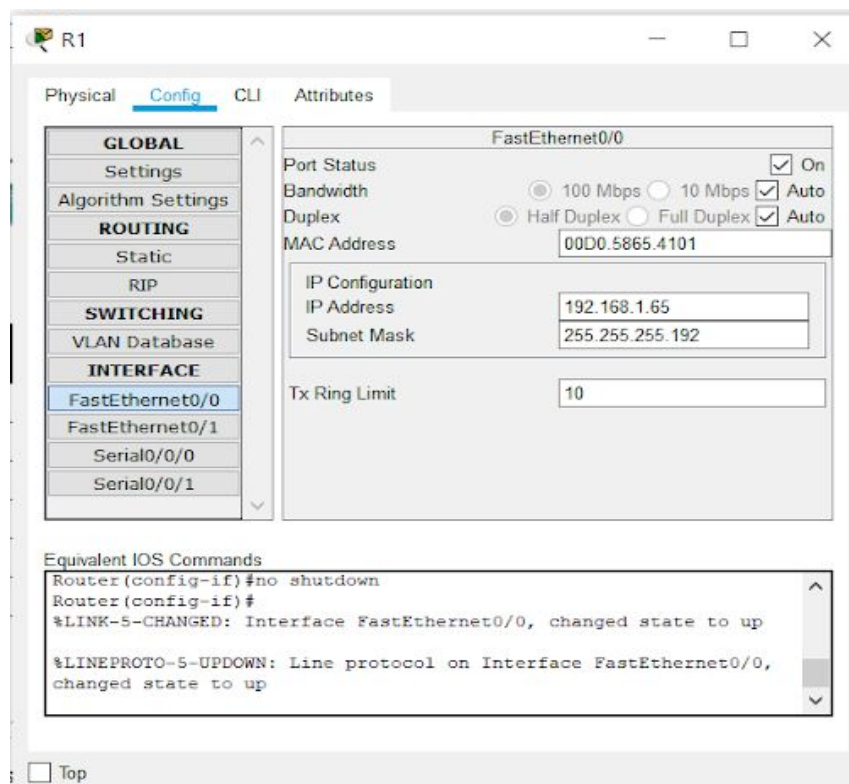 R1
Physical Config CLI Attributes
GLOBAL
Settings
Algorithm Settings
ROUTING
Static
RIP
SWITCHING
VLAN Database
INTERFACE
FastEthernet0/0
FastEthernet0/1
Serial0/0/0
Serial0/0/1
FastEthernet0/0
Port Status On
Bandwidth 100 Mbps 10 Mbps Auto
Duplex Half Duplex Full Duplex Auto
MAC Address 00D0.5865.4101
IP Configuration
IP Address 192.168.1.65
Subnet Mask 255.255.255.192
Tx Ring Limit 10
Equivalent IOS Commands
Router(config-if)#no shutdown
Router(config-if)#
%LINK-5-CHANGED: Interface FastEthernet0/0, changed state to up
%LINEPROTO-5-UPDOWN: Line protocol on Interface FastEthernet0/0,
changed state to up
Top